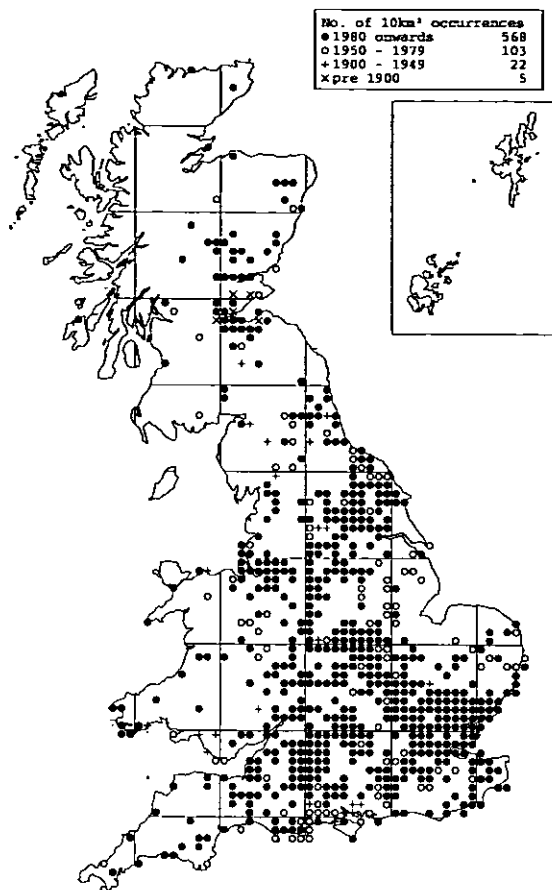 No. of 10km² occurrences
● 1980 onwards 568
○ 1950 - 1979 103
+ 1900 - 1949 22
× pre 1900 5